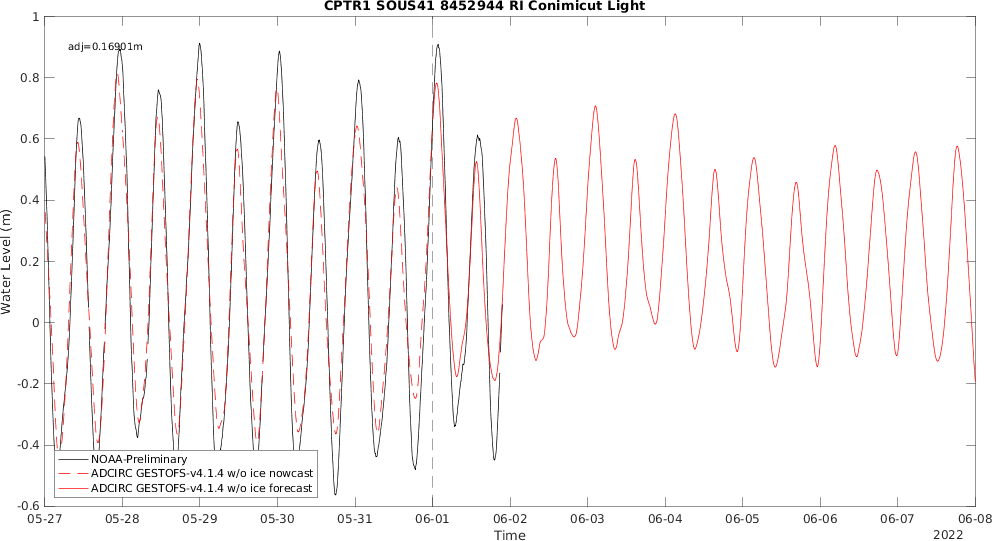 CPTR1 SOUS41 8452944 RI Conimicut Light
adj=0.16901m
1
0.8
0.6
0.4
0.2
0
-0.2
-0.4
-0.6
Water Level (m)
NOAA-Preliminary
ADCIRC GESTOFS-v4.1.4 w/o ice nowcast
ADCIRC GESTOFS-v4.1.4 w/o ice forecast
05-27 05-28 05-29 05-30 05-31 06-01 06-02 06-03 06-04 06-05 06-06 06-07 06-08
Time
2022